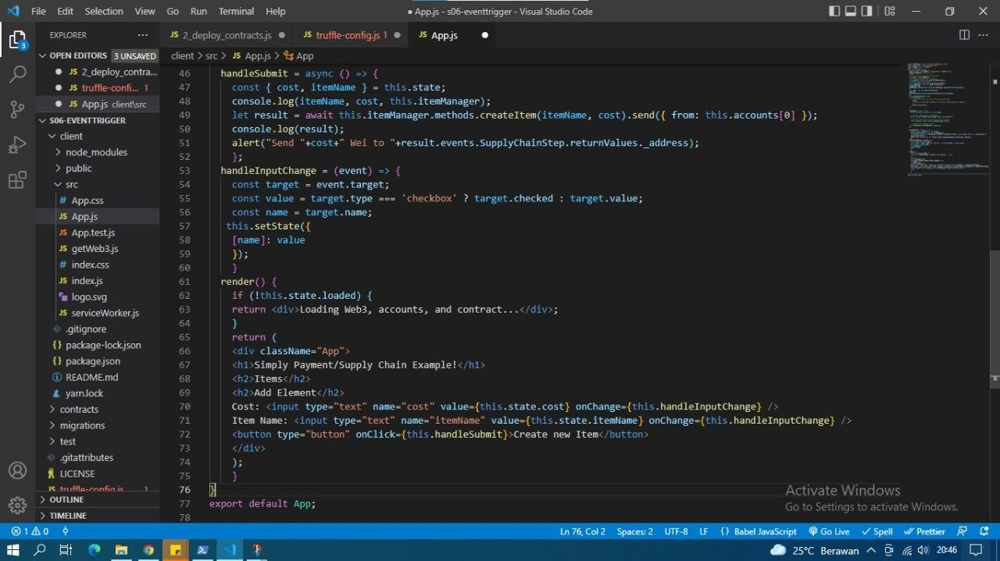 File Edit Selection View Go Run Terminal Help
● App.js - s06-eventtrigger - Visual Studio Code
EXPLORER
JS 2_deploy_contracts.js ●
JS truffle-config.js 1 ●
JS App.js ●
OPEN EDITORS 3 UNSAVED
client > src > JS App.js > App
● JS 2_deploy_contra...
● JS truffle-confi... 1
● JS App.js client\src
S06-EVENTTRIGGER
client
node_modules
public
src
# App.css
JS App.js
JS App.test.js
JS getWeb3.js
# index.css
JS index.js
logo.svg
JS serviceWorker.js
.gitignore
{} package-lock.json
{} package.json
README.md
yarn.lock
contracts
migrations
test
.gitattributes
LICENSE
truffle-config.js 1
OUTLINE
TIMELINE
3
46 handleSubmit = async () => {
47 const { cost, itemName } = this.state;
48 console.log(itemName, cost, this.itemManager);
49 let result = await this.itemManager.methods.createItem(itemName, cost).send({ from: this.accounts[0] });
50 console.log(result);
51 alert("Send "+cost+" Wei to "+result.events.SupplyChainStep.returnValues._address);
52 };
53 handleInputChange = (event) => {
54 const target = event.target;
55 const value = target.type === 'checkbox' ? target.checked : target.value;
56 const name = target.name;
57 this.setState({
58 [name]: value
59 });
60 }
61 render() {
62 if (!this.state.loaded) {
63 return <div>Loading Web3, accounts, and contract...</div>;
64 }
65 return (
66 <div className="App">
67 <h1>Simply Payment/Supply Chain Example!</h1>
68 <h2>Items</h2>
69 <h2>Add Element</h2>
70 Cost: <input type="text" name="cost" value={this.state.cost} onChange={this.handleInputChange} />
71 Item Name: <input type="text" name="itemName" value={this.state.itemName} onChange={this.handleInputChange} />
72 <button type="button" onClick={this.handleSubmit}>Create new Item</button>
73 </div>
74 );
75 }
76 }
77 export default App;
78
Activate Windows
Go to Settings to activate Windows.
1 0
Ln 76, Col 2 Spaces: 2 UTF-8 LF {} Babel JavaScript Go Live Spell Prettier
25°C Berawan 20:46